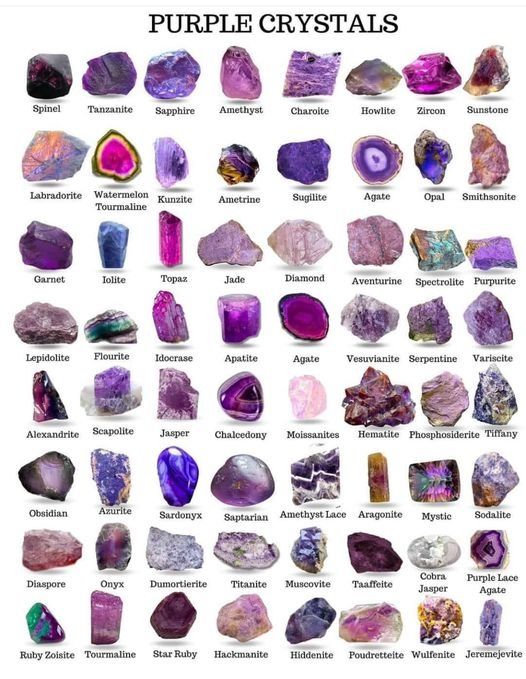 PURPLE CRYSTALS
Spinel Tanzanite Sapphire Amethyst Charoite Howlite Zircon Sunstone
Labradorite Watermelon Tourmaline Kunzite Ametrine Sugilite Agate Opal Smithsonite
Garnet Iolite Topaz Jade Diamond Aventurine Spectrolite Purpurite
Lepidolite Flourite Idocrase Apatite Agate Vesuvianite Serpentine Variscite
Alexandrite Scapolite Jasper Chalcedony Moissanites Hematite Phosphosiderite Tiffany
Obsidian Azurite Sardonyx Saptarian Amethyst Lace Aragonite Mystic Sodalite
Diaspore Onyx Dumortierite Titanite Muscovite Taaffeite Cobra Jasper Purple Lace Agate
Ruby Zoisite Tourmaline Star Ruby Hackmanite Hiddenite Poudretteite Wulfenite Jeremejevite